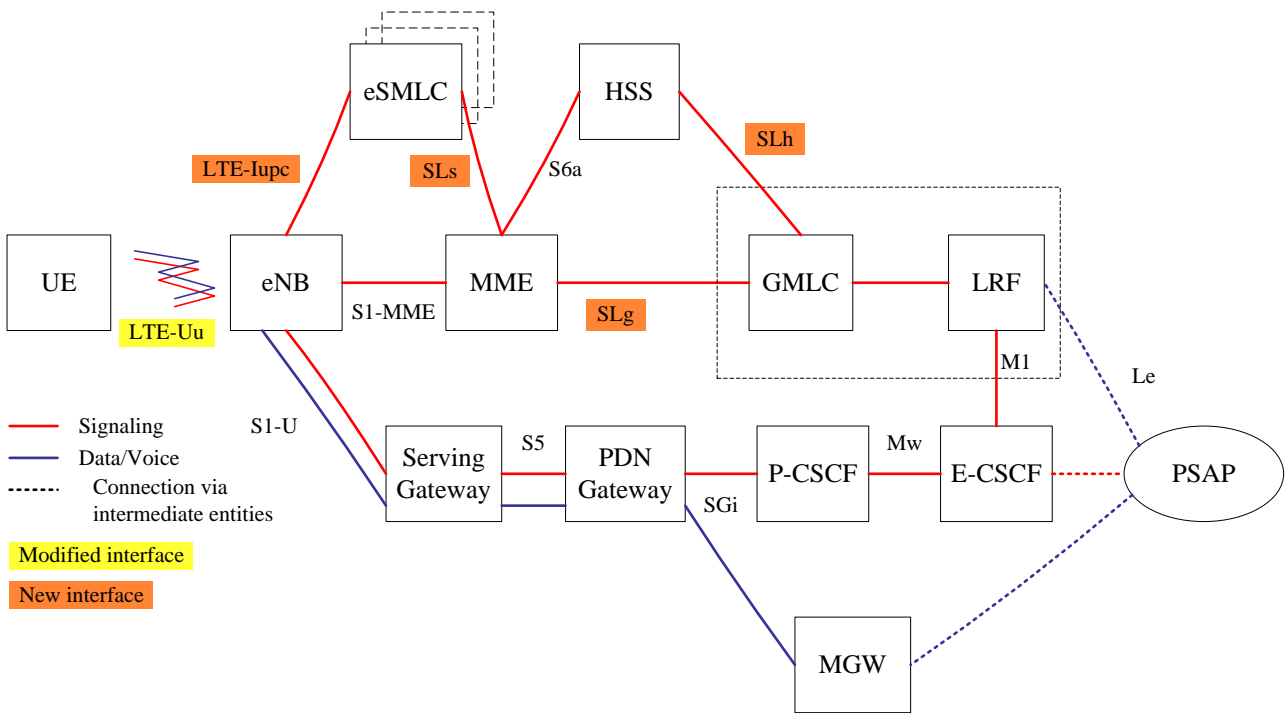 eSMLC
HSS
LTE-Iupc
SLs
S6a
SLh
UE
eNB
MME
GMLC
LRF
LTE-Uu
S1-MME
SLg
M1
Le
Signaling
Data/Voice
Connection via
intermediate entities
Modified interface
New interface
S1-U
Serving
Gateway
S5
PDN
Gateway
SGi
P-CSCF
Mw
E-CSCF
PSAP
MGW